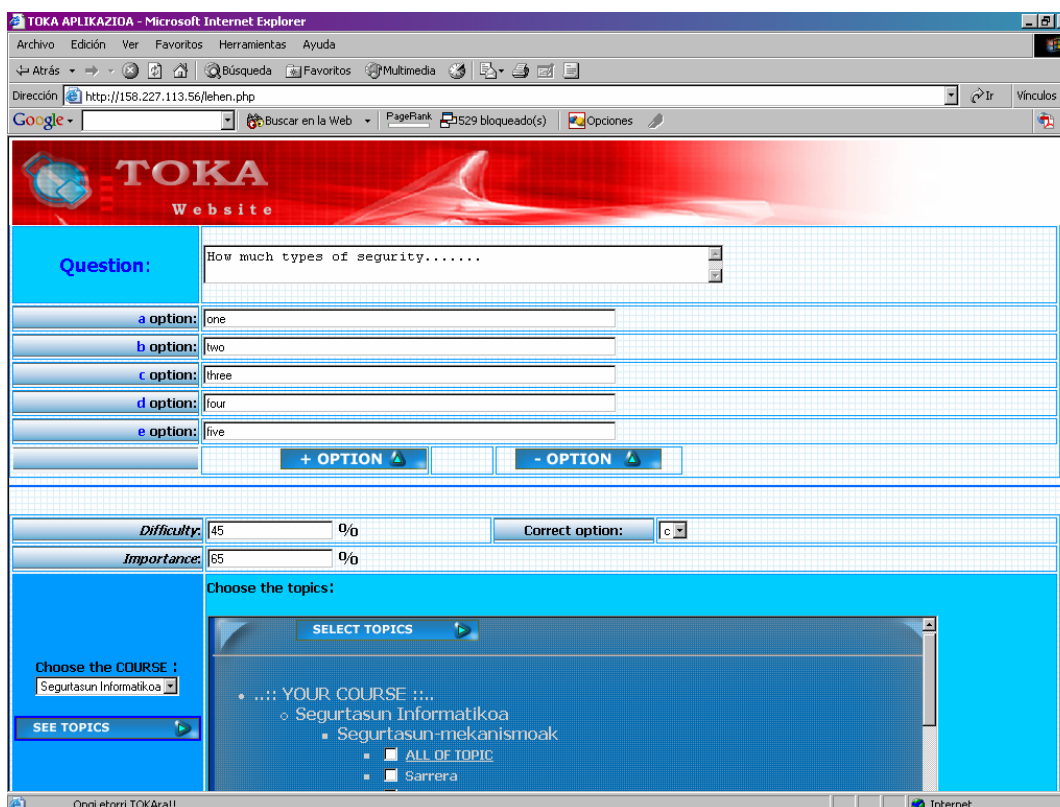 TOKA APLIKAZIOA - Microsoft Internet Explorer
Archivo Edición Ver Favoritos Herramientas Ayuda
Atrás Búsqueda Favoritos Multimedia
Dirección http://158.227.113.56/lehen.php Ir Vínculos
Google Buscar en la Web PageRank 529 bloqueado(s) Opciones
TOKA
Website
Question: How much types of segurity.......
a option: one
b option: two
c option: three
d option: four
e option: five
+ OPTION - OPTION
Difficulty: 45 % Correct option: c
Importance: 65 %
Choose the topics:
SELECT TOPICS
Choose the COURSE :
Segurtasun Informatikoa
SEE TOPICS
..:: YOUR COURSE ::..
Segurtasun Informatikoa
Segurtasun-mekanismoak
ALL OF TOPIC
Sarrera
Ongi etorri TOKAra!! Internet